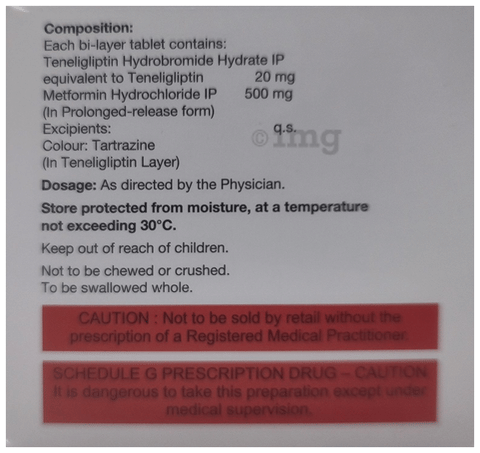 Composition:
Each bi-layer tablet contains:
Teneligliptin Hydrobromide Hydrate IP
equivalent to Teneligliptin 20 mg
Metformin Hydrochloride IP 500 mg
(In Prolonged-release form)
Excipients: q.s.
Colour: Tartrazine
(In Teneligliptin Layer)
©1mg
Dosage: As directed by the Physician.
Store protected from moisture, at a temperature
not exceeding 30°C.
Keep out of reach of children.
Not to be chewed or crushed.
To be swallowed whole.
CAUTION : Not to be sold by retail without the
prescription of a Registered Medical Practitioner.
SCHEDULE G PRESCRIPTION DRUG – CAUTION
It is dangerous to take this preparation except under
medical supervision.